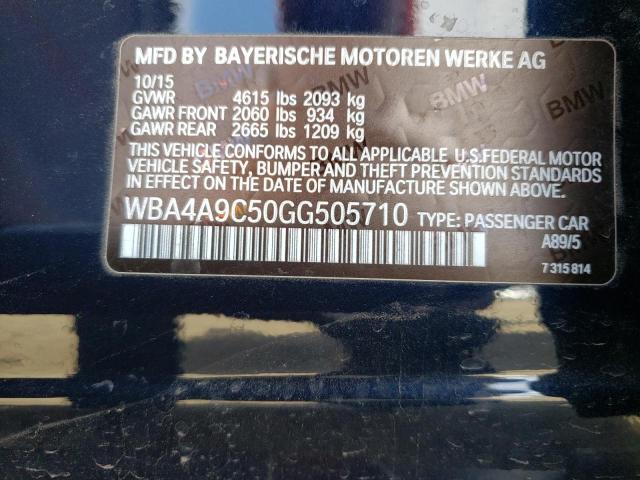 MFD BY BAYERISCHE MOTOREN WERKE AG
10/15
GVWR 4615 lbs 2093 kg
GAWR FRONT 2060 lbs 934 kg
GAWR REAR 2665 lbs 1209 kg
THIS VEHICLE CONFORMS TO ALL APPLICABLE U.S.FEDERAL MOTOR
VEHICLE SAFETY, BUMPER AND THEFT PREVENTION
STANDARDS IN EFFECT ON THE DATE OF MANUFACTURE SHOWN ABOVE.
WBA4A9C50GG505710 TYPE: PASSENGER CAR
A89/5
7 315 814
BMW
BMW